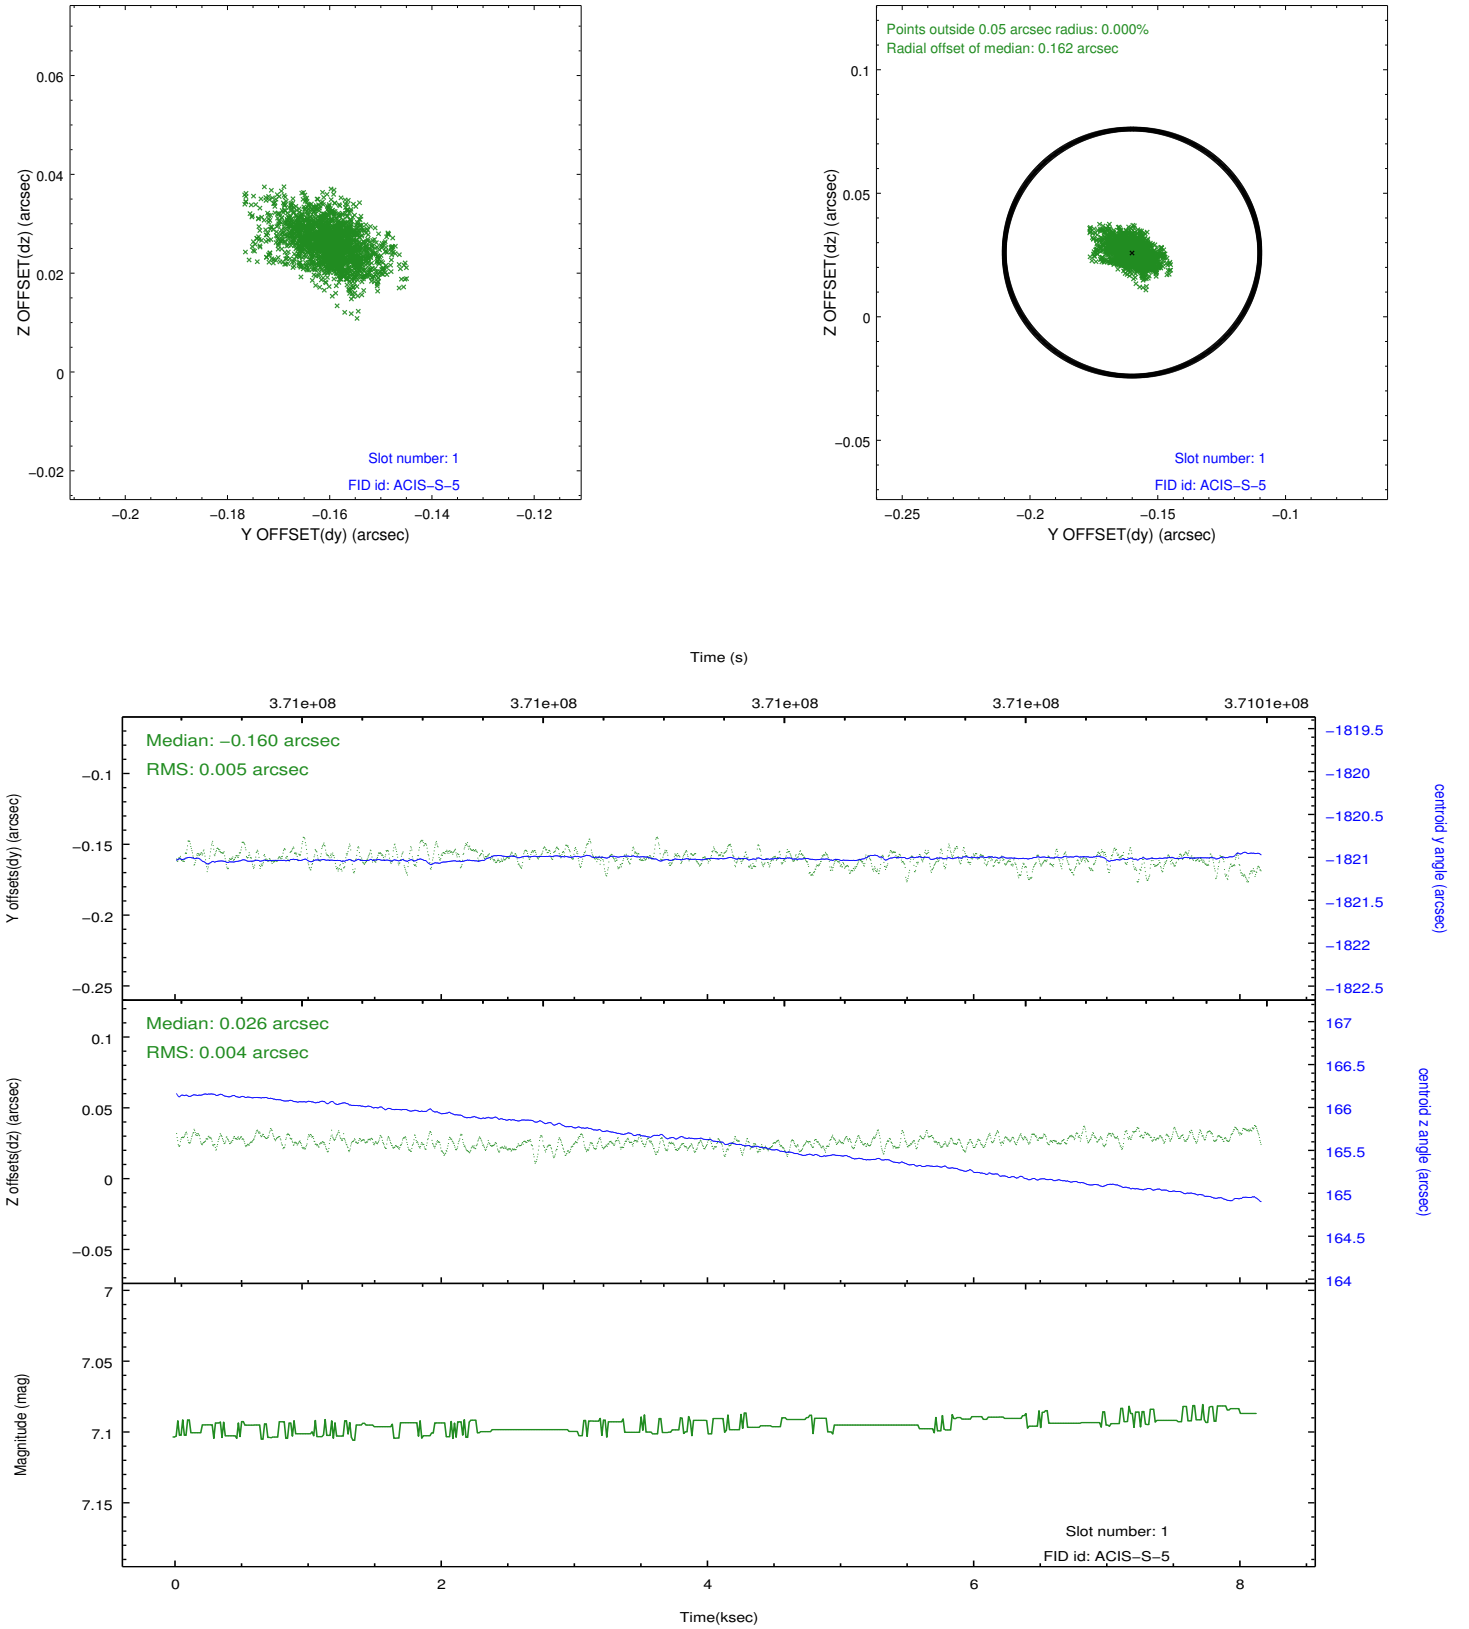 0.06
0.04
0.02
0
−0.02
Z OFFSET(dz) (arcsec)
Slot number: 1
FID id: ACIS−S−5
−0.2
−0.18
−0.16
−0.14
−0.12
Y OFFSET(dy) (arcsec)
Points outside 0.05 arcsec radius: 0.000%
Radial offset of median: 0.162 arcsec
0.1
0.05
0
−0.05
Z OFFSET(dz) (arcsec)
Slot number: 1
FID id: ACIS−S−5
−0.25
−0.2
−0.15
−0.1
Y OFFSET(dy) (arcsec)
Time (s)
3.71e+08
3.71e+08
3.71e+08
3.71e+08
3.7101e+08
Median: −0.160 arcsec
RMS: 0.005 arcsec
−0.1
−0.15
−0.2
−0.25
Y offsets(dy) (arcsec)
−1819.5
−1820
−1820.5
−1821
−1821.5
−1822
−1822.5
centroid y angle (arcsec)
Median: 0.026 arcsec
RMS: 0.004 arcsec
0.1
0.05
0
−0.05
Z offsets(dz) (arcsec)
167
166.5
166
165.5
165
164.5
164
centroid z angle (arcsec)
7
7.05
7.1
7.15
Magnitude (mag)
Slot number: 1
FID id: ACIS−S−5
0
2
4
6
8
Time(ksec)